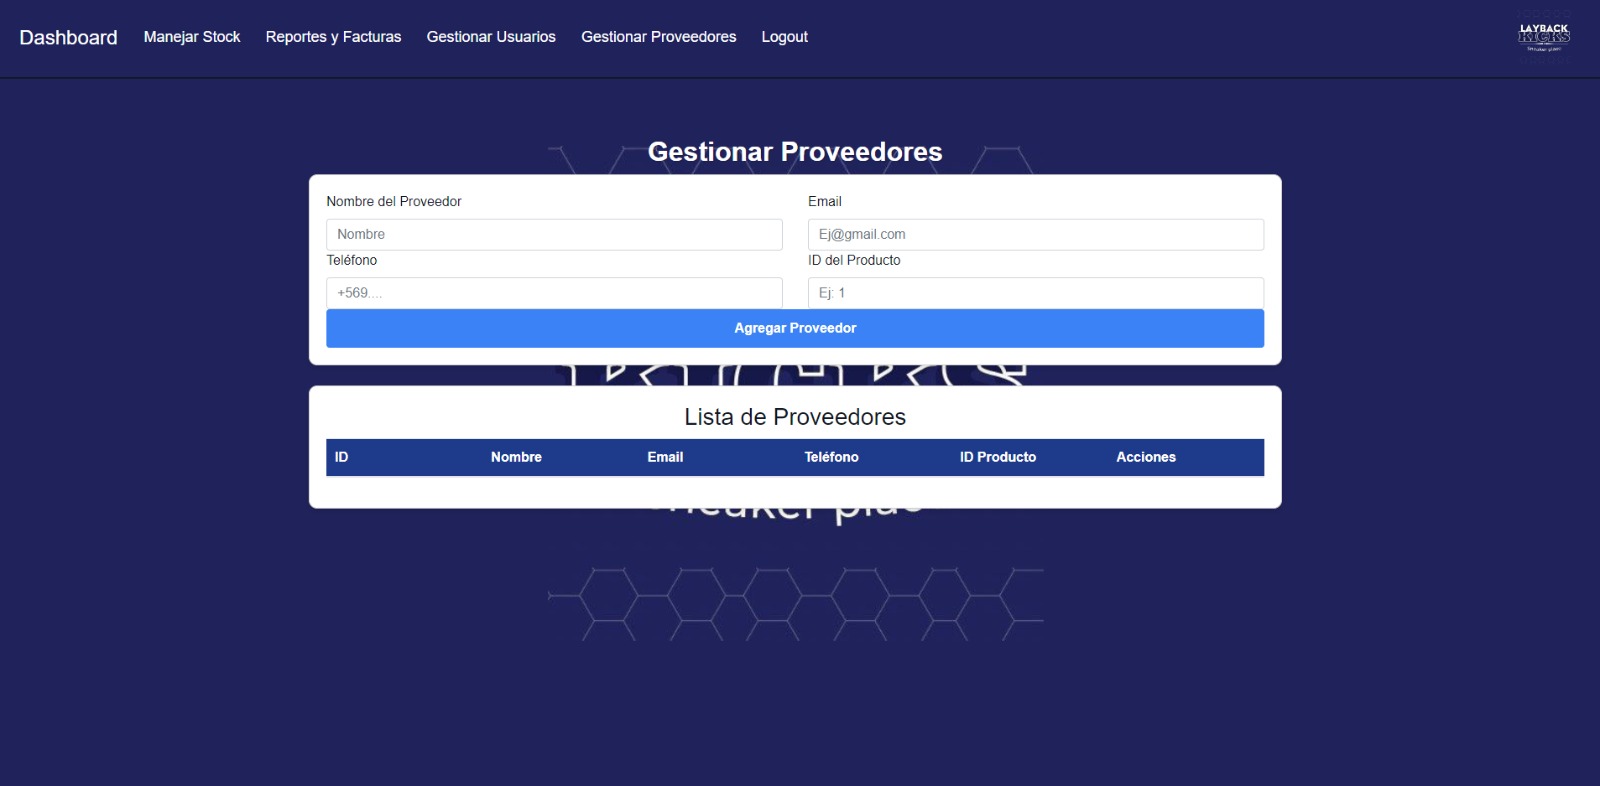 Dashboard Manejar Stock Reportes y Facturas Gestionar Usuarios Gestionar Proveedores Logout
LAYBACK
KICKS
Gestionar Proveedores
Nombre del Proveedor Email
Nombre Ej@gmail.com
Teléfono ID del Producto
+569.... Ej: 1
Agregar Proveedor
Lista de Proveedores
ID Nombre Email Teléfono ID Producto Acciones